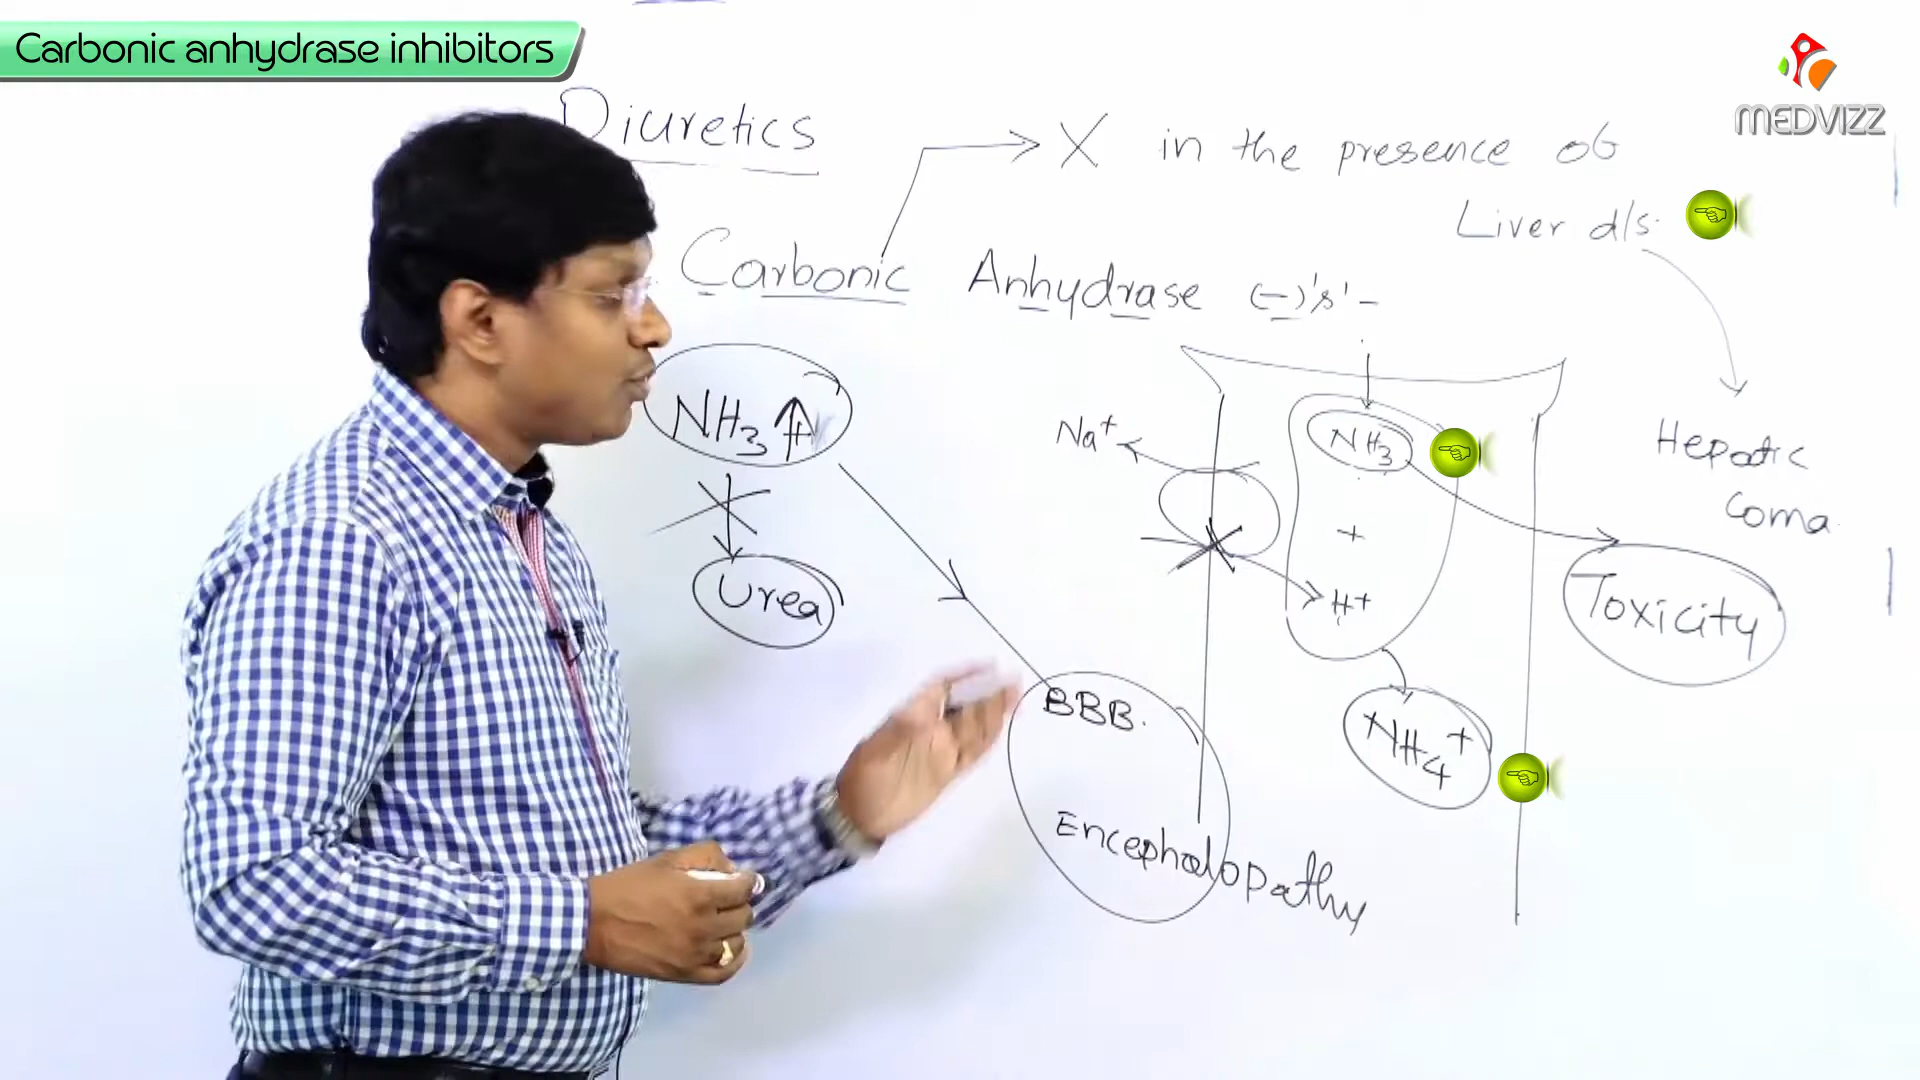 Carbonic anhydrase inhibitors
MEDVIZZ
Diuretics
X in the presence of
Liver d/s.
Carbonic Anhydrase (-)'s'-
NH3 ↑
Urea
Na+
NH3
+
H+
NH4+
Hepatic
Coma
Toxicity
BBB.
Encephalopathy